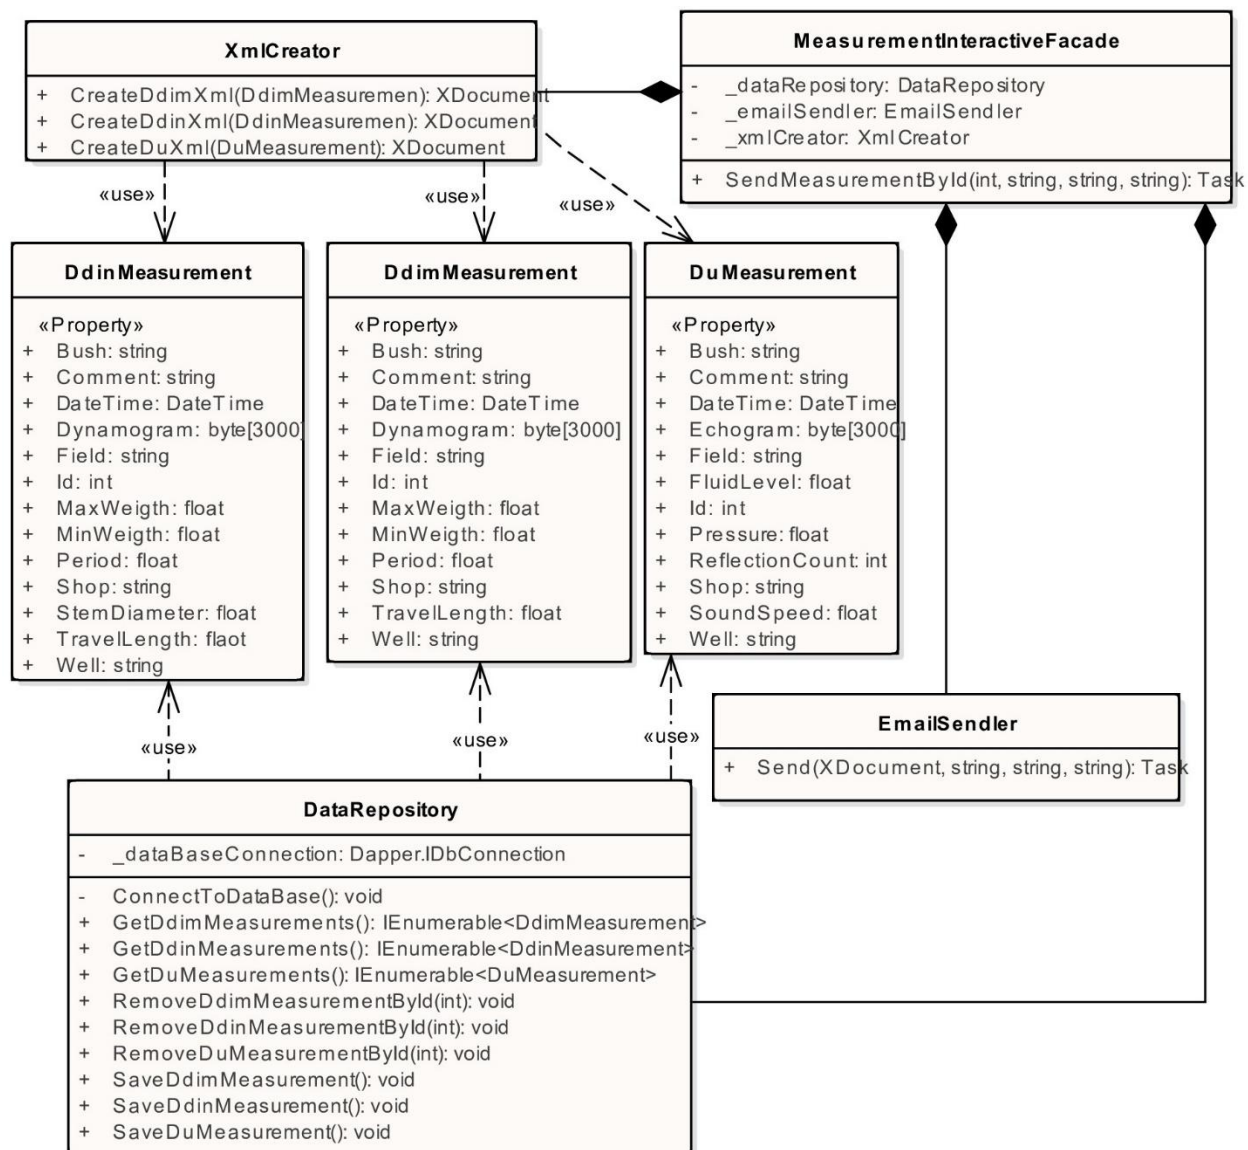 XmlCreator
+ CreateDdimXml(DdimMeasuremen): XDocument
+ CreateDdinXml(DdinMeasuremen): XDocument
+ CreateDuXml(DuMeasurement): XDocument
MeasurementInteractiveFacade
- _dataRepository: DataRepository
- _emailSendler: EmailSendler
- _xmlCreator: XmlCreator
+ SendMeasurementById(int, string, string, string): Task
«use»
«use»
«use»
DdinMeasurement
«Property»
+ Bush: string
+ Comment: string
+ DateTime: DateTime
+ Dynamogram: byte[3000]
+ Field: string
+ Id: int
+ MaxWeigth: float
+ MinWeigth: float
+ Period: float
+ Shop: string
+ StemDiameter: float
+ TravelLength: flaot
+ Well: string
DdimMeasurement
«Property»
+ Bush: string
+ Comment: string
+ DateTime: DateTime
+ Dynamogram: byte[3000]
+ Field: string
+ Id: int
+ MaxWeigth: float
+ MinWeigth: float
+ Period: float
+ Shop: string
+ TravelLength: float
+ Well: string
DuMeasurement
«Property»
+ Bush: string
+ Comment: string
+ DateTime: DateTime
+ Echogram: byte[3000]
+ Field: string
+ FluidLevel: float
+ Id: int
+ Pressure: float
+ ReflectionCount: int
+ Shop: string
+ SoundSpeed: float
+ Well: string
«use»
«use»
«use»
EmailSendler
+ Send(XDocument, string, string, string): Task
DataRepository
- _dataBaseConnection: Dapper.IDbConnection
- ConnectToDataBase(): void
+ GetDdimMeasurements(): IEnumerable<DdimMeasurement>
+ GetDdinMeasurements(): IEnumerable<DdinMeasurement>
+ GetDuMeasurements(): IEnumerable<DuMeasurement>
+ RemoveDdimMeasurementById(int): void
+ RemoveDdinMeasurementById(int): void
+ RemoveDuMeasurementById(int): void
+ SaveDdimMeasurement(): void
+ SaveDdinMeasurement(): void
+ SaveDuMeasurement(): void